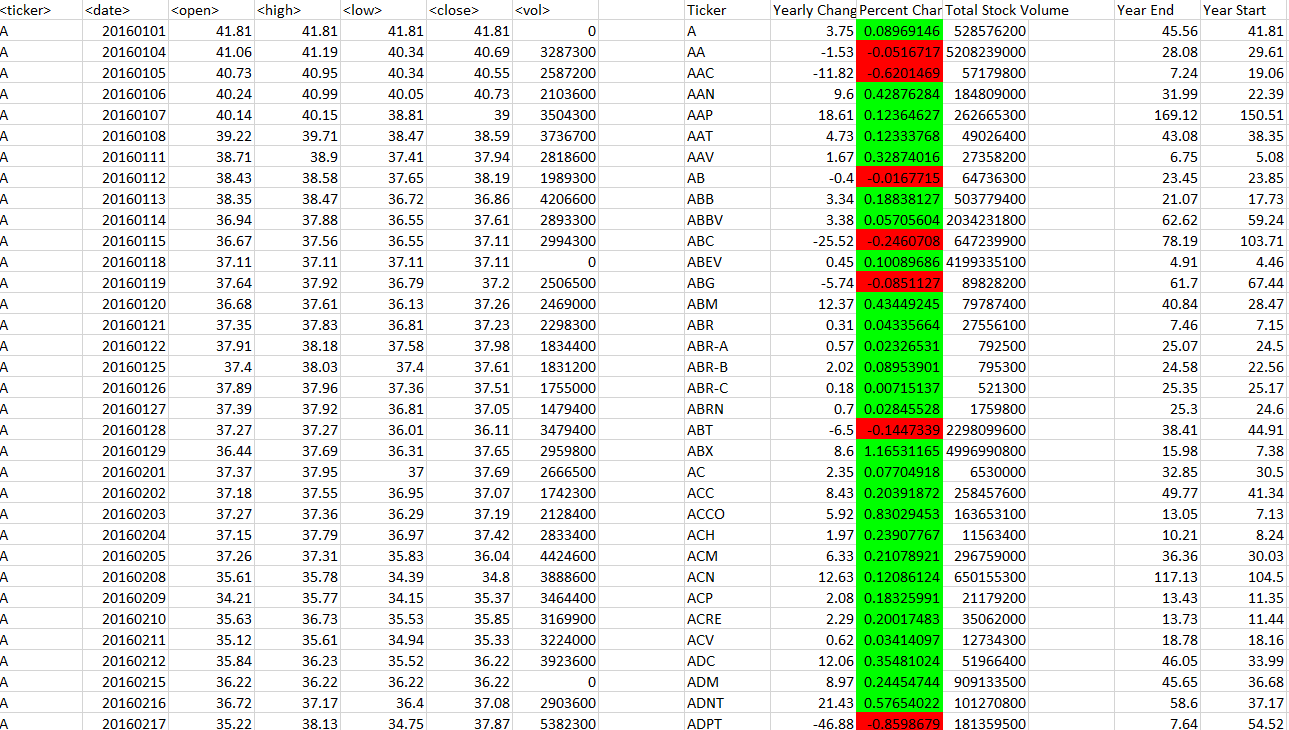 <ticker> <date> <open> <high> <low> <close> <vol> Ticker Yearly Chang Percent Char Total Stock Volume Year End Year Start
A 20160101 41.81 41.81 41.81 41.81 0 A 3.75 0.08969146 528576200 45.56 41.81
A 20160104 41.06 41.19 40.34 40.69 3287300 AA -1.53 -0.0516717 5208239000 28.08 29.61
A 20160105 40.73 40.95 40.34 40.55 2587200 AAC -11.82 -0.6201469 57179800 7.24 19.06
A 20160106 40.24 40.99 40.05 40.73 2103600 AAN 9.6 0.42876284 184809000 31.99 22.39
A 20160107 40.14 40.15 38.81 39 3504300 AAP 18.61 0.12364627 262665300 169.12 150.51
A 20160108 39.22 39.71 38.47 38.59 3736700 AAT 4.73 0.12333768 49026400 43.08 38.35
A 20160111 38.71 38.9 37.41 37.94 2818600 AAV 1.67 0.32874016 27358200 6.75 5.08
A 20160112 38.43 38.58 37.65 38.19 1989300 AB -0.4 -0.0167715 64736300 23.45 23.85
A 20160113 38.35 38.47 36.72 36.86 4206600 ABB 3.34 0.18838127 503779400 21.07 17.73
A 20160114 36.94 37.88 36.55 37.61 2893300 ABBV 3.38 0.05705604 2034231800 62.62 59.24
A 20160115 36.67 37.56 36.55 37.11 2994300 ABC -25.52 -0.2460708 647239900 78.19 103.71
A 20160118 37.11 37.11 37.11 37.11 0 ABEV 0.45 0.10089686 4199335100 4.91 4.46
A 20160119 37.64 37.92 36.79 37.2 2506500 ABG -5.74 -0.0851127 89828200 61.7 67.44
A 20160120 36.68 37.61 36.13 37.26 2469000 ABM 12.37 0.43449245 79787400 40.84 28.47
A 20160121 37.35 37.83 36.81 37.23 2298300 ABR 0.31 0.04335664 27556100 7.46 7.15
A 20160122 37.91 38.18 37.58 37.98 1834400 ABR-A 0.57 0.02326531 792500 25.07 24.5
A 20160125 37.4 38.03 37.4 37.61 1831200 ABR-B 2.02 0.08953901 795300 24.58 22.56
A 20160126 37.89 37.96 37.36 37.51 1755000 ABR-C 0.18 0.00715137 521300 25.35 25.17
A 20160127 37.39 37.92 36.81 37.05 1479400 ABRN 0.7 0.02845528 1759800 25.3 24.6
A 20160128 37.27 37.27 36.01 36.11 3479400 ABT -6.5 -0.1447339 2298099600 38.41 44.91
A 20160129 36.44 37.69 36.31 37.65 2959800 ABX 8.6 1.16531165 4996990800 15.98 7.38
A 20160201 37.37 37.95 37 37.69 2666500 AC 2.35 0.07704918 6530000 32.85 30.5
A 20160202 37.18 37.55 36.95 37.07 1742300 ACC 8.43 0.20391872 258457600 49.77 41.34
A 20160203 37.27 37.36 36.29 37.19 2128400 ACCO 5.92 0.83029453 163653100 13.05 7.13
A 20160204 37.15 37.79 36.97 37.42 2833400 ACH 1.97 0.23907767 11563400 10.21 8.24
A 20160205 37.26 37.31 35.83 36.04 4424600 ACM 6.33 0.21078921 296759000 36.36 30.03
A 20160208 35.61 35.78 34.39 34.8 3888600 ACN 12.63 0.12086124 650155300 117.13 104.5
A 20160209 34.21 35.77 34.15 35.37 3464400 ACP 2.08 0.18325991 21179200 13.43 11.35
A 20160210 35.63 36.73 35.53 35.85 3169900 ACRE 2.29 0.20017483 35062000 13.73 11.44
A 20160211 35.12 35.61 34.94 35.33 3224000 ACV 0.62 0.03414097 12734300 18.78 18.16
A 20160212 35.84 36.23 35.52 36.22 3923600 ADC 12.06 0.35481024 51966400 46.05 33.99
A 20160215 36.22 36.22 36.22 36.22 0 ADM 8.97 0.24454744 909133500 45.65 36.68
A 20160216 36.72 37.17 36.4 37.08 2903600 ADNT 21.43 0.57654022 101270800 58.6 37.17
A 20160217 35.22 38.13 34.75 37.87 5382300 ADPT -46.88 -0.8598679 181359500 7.64 54.52